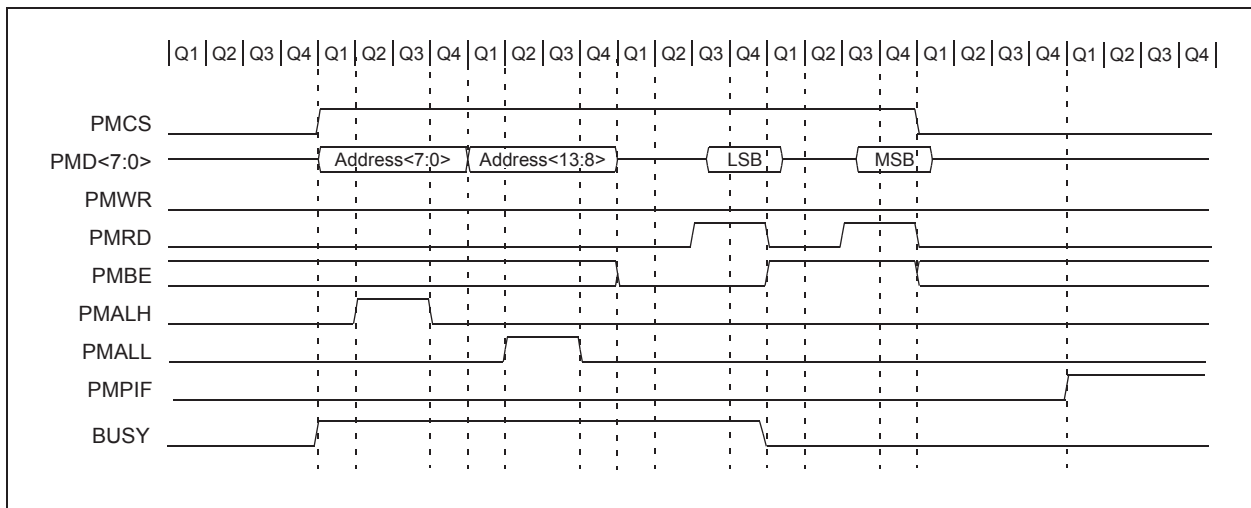 Q1 Q2 Q3 Q4 Q1 Q2 Q3 Q4 Q1 Q2 Q3 Q4 Q1 Q2 Q3 Q4 Q1 Q2 Q3 Q4 Q1 Q2 Q3 Q4 Q1 Q2 Q3 Q4
PMCS
PMD<7:0> Address<7:0> Address<13:8> LSB MSB
PMWR
PMRD
PMBE
PMALH
PMALL
PMPIF
BUSY